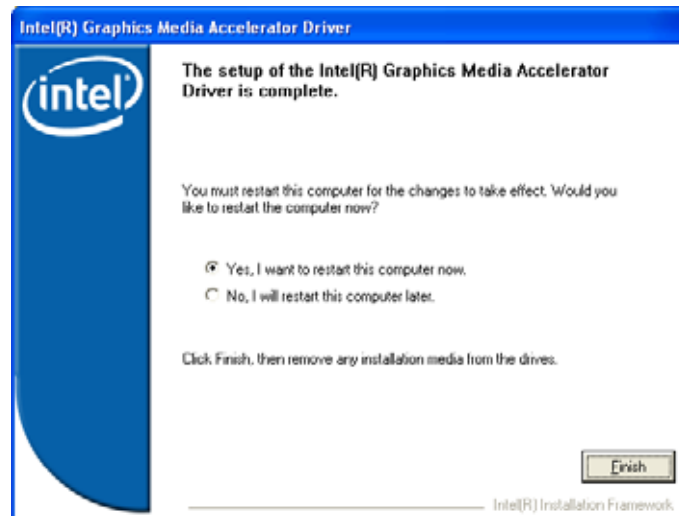 Intel(R) Graphics Media Accelerator Driver
intel
The setup of the Intel(R) Graphics Media Accelerator
Driver is complete.
You must restart this computer for the changes to take effect. Would you
like to restart the computer now?
Yes, I want to restart this computer now.
No, I will restart this computer later.
Click Finish, then remove any installation media from the drives.
Finish
Intel(R) Installation Framework